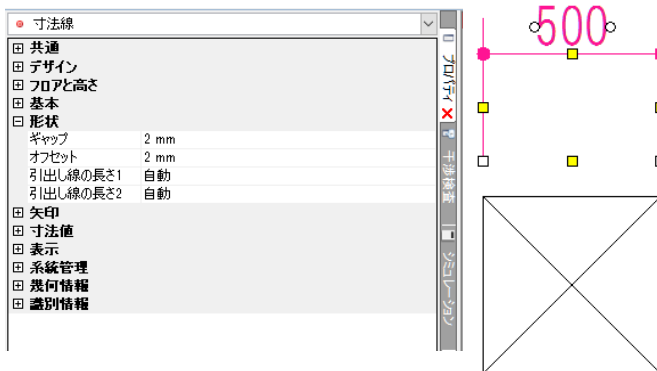 寸法線
共通
デザイン
フロアと高さ
基本
形状
ギャップ 2 mm
オフセット 2 mm
引出し線の長さ1 自動
引出し線の長さ2 自動
矢印
寸法値
表示
系統管理
幾何情報
識別情報
プロパティ
干渉検査
シミュレーション
500